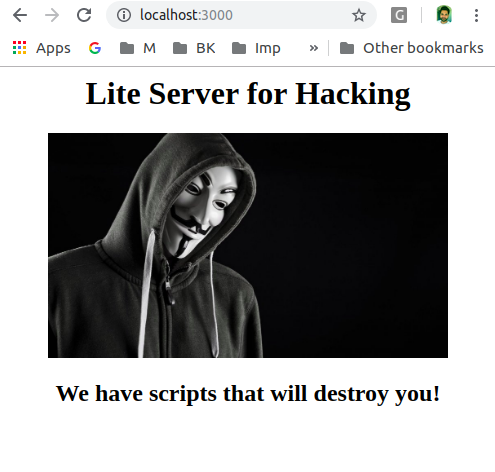 localhost:3000
G
Apps M BK Imp » Other bookmarks
Lite Server for Hacking
We have scripts that will destroy you!